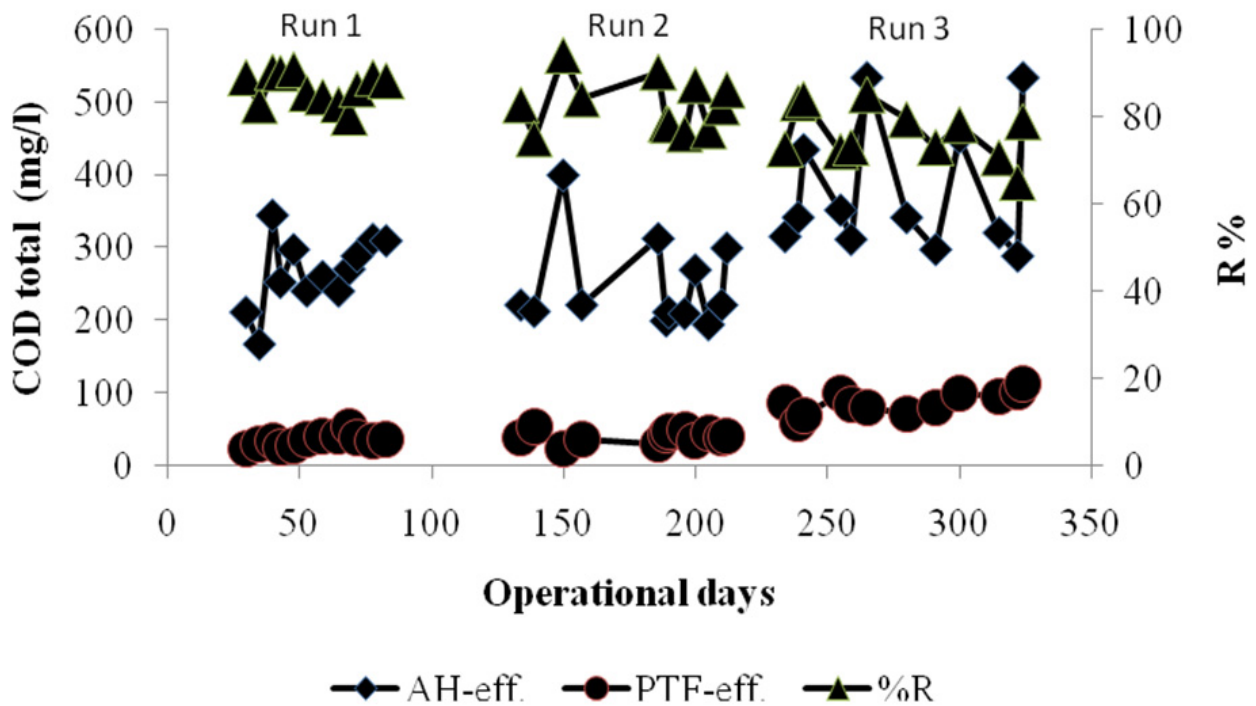 Run 1 Run 2 Run 3
600 100
500 80
400
300 60
200 40
100 20
0 0
COD total (mg/l)
R %
0 50 100 150 200 250 300 350
Operational days
AH-eff. PTF-eff. %R